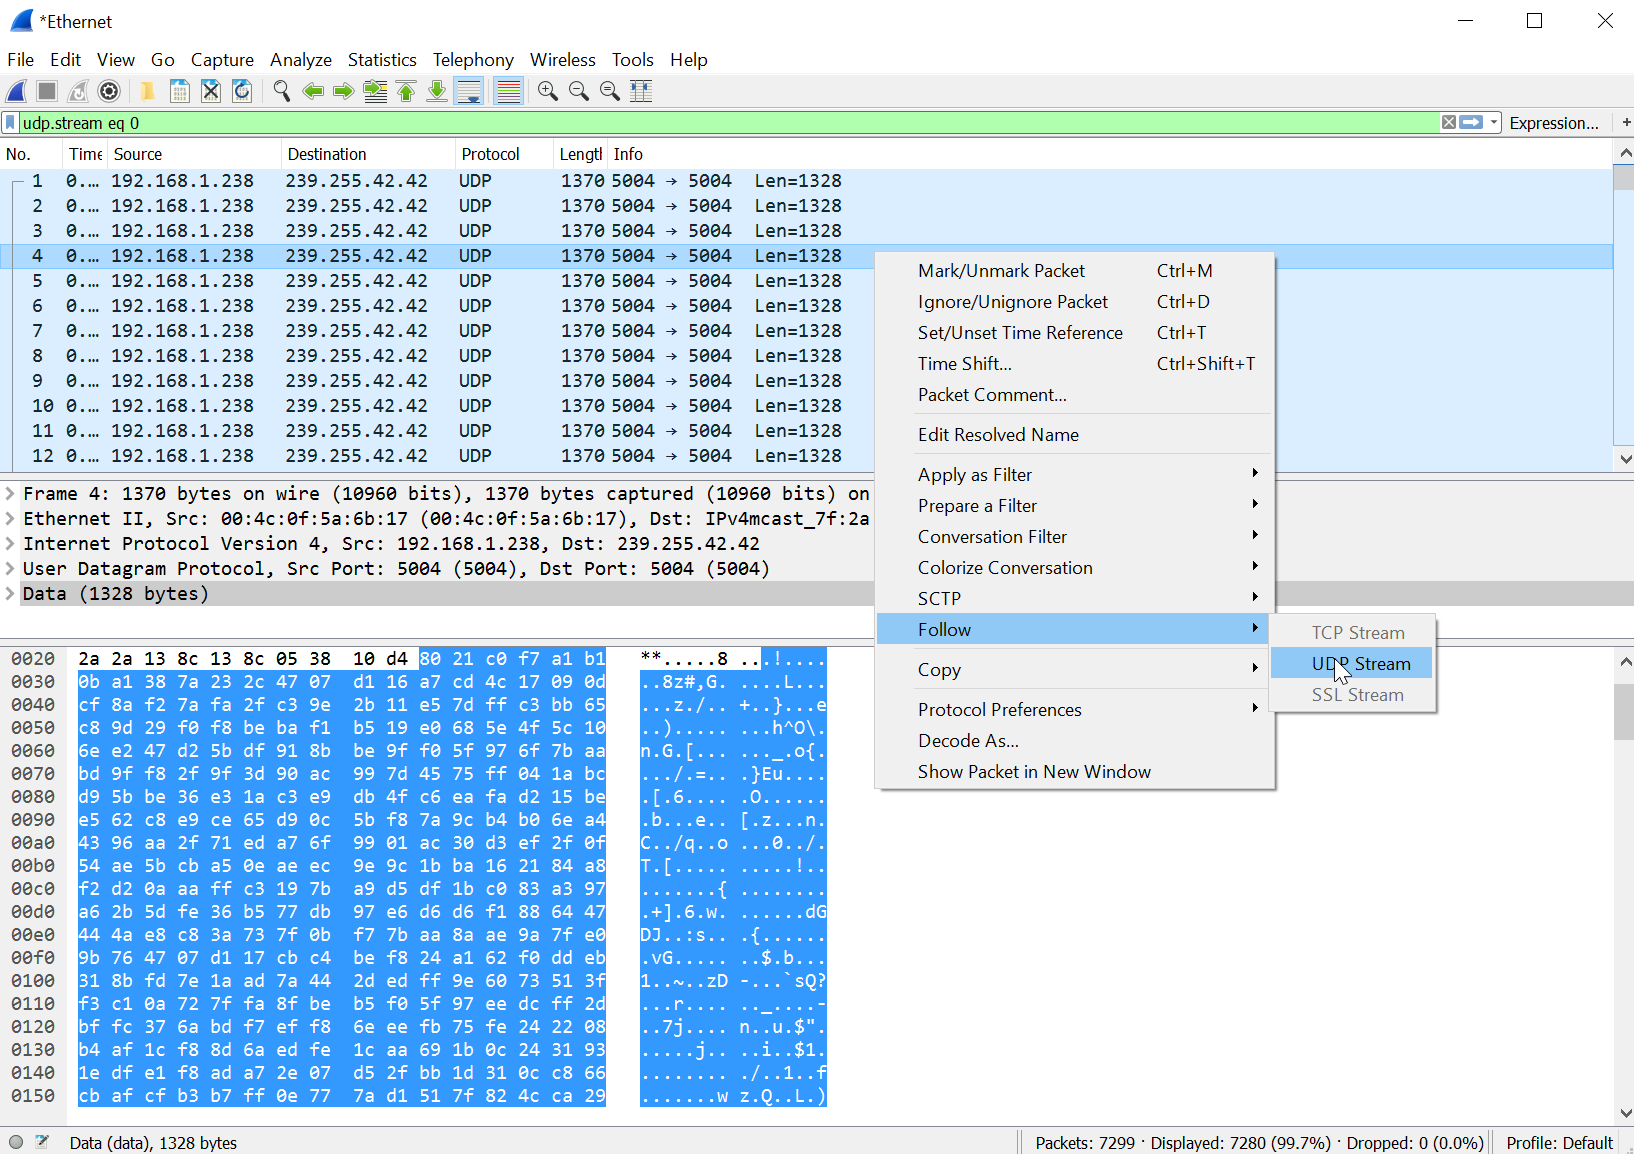 *Ethernet
File Edit View Go Capture Analyze Statistics Telephony Wireless Tools Help
udp.stream eq 0
Expression... +
No. Time Source Destination Protocol Lengtl Info
1 0.... 192.168.1.238 239.255.42.42 UDP 1370 5004 → 5004 Len=1328
2 0.... 192.168.1.238 239.255.42.42 UDP 1370 5004 → 5004 Len=1328
3 0.... 192.168.1.238 239.255.42.42 UDP 1370 5004 → 5004 Len=1328
4 0.... 192.168.1.238 239.255.42.42 UDP 1370 5004 → 5004 Len=1328
5 0.... 192.168.1.238 239.255.42.42 UDP 1370 5004 → 5004 Len=1328
6 0.... 192.168.1.238 239.255.42.42 UDP 1370 5004 → 5004 Len=1328
7 0.... 192.168.1.238 239.255.42.42 UDP 1370 5004 → 5004 Len=1328
8 0.... 192.168.1.238 239.255.42.42 UDP 1370 5004 → 5004 Len=1328
9 0.... 192.168.1.238 239.255.42.42 UDP 1370 5004 → 5004 Len=1328
10 0.... 192.168.1.238 239.255.42.42 UDP 1370 5004 → 5004 Len=1328
11 0.... 192.168.1.238 239.255.42.42 UDP 1370 5004 → 5004 Len=1328
12 0.... 192.168.1.238 239.255.42.42 UDP 1370 5004 → 5004 Len=1328
Mark/Unmark Packet Ctrl+M
Ignore/Unignore Packet Ctrl+D
Set/Unset Time Reference Ctrl+T
Time Shift... Ctrl+Shift+T
Packet Comment...
Edit Resolved Name
Apply as Filter
Prepare a Filter
Conversation Filter
Colorize Conversation
SCTP
Follow
Copy
Protocol Preferences
Decode As...
Show Packet in New Window
TCP Stream
UDP Stream
SSL Stream
Frame 4: 1370 bytes on wire (10960 bits), 1370 bytes captured (10960 bits) on
Ethernet II, Src: 00:4c:0f:5a:6b:17 (00:4c:0f:5a:6b:17), Dst: IPv4mcast_7f:2a
Internet Protocol Version 4, Src: 192.168.1.238, Dst: 239.255.42.42
User Datagram Protocol, Src Port: 5004 (5004), Dst Port: 5004 (5004)
Data (1328 bytes)
0020 2a 2a 13 8c 13 8c 05 38 10 d4 80 21 c0 f7 a1 b1 **.....8 ...!....
0030 0b a1 38 7a 23 2c 47 07 d1 16 a7 cd 4c 17 09 0d ..8z#,G. ....L...
0040 cf 8a f2 7a fa 2f c3 9e 2b 11 e5 7d ff c3 bb 65 ...z./.. +..}...e
0050 c8 9d 29 f0 f8 be ba f1 b5 19 e0 68 5e 4f 5c 10 ..)..... ...h^O\.
0060 6e e2 47 d2 5b df 91 8b be 9f f0 5f 97 6f 7b aa n.G.[... ..._.o{.
0070 bd 9f f8 2f 9f 3d 90 ac 99 7d 45 75 ff 04 1a bc .../.=.. .}Eu....
0080 d9 5b be 36 e3 1a c3 e9 db 4f c6 ea fa d2 15 be .[.6.... .O......
0090 e5 62 c8 e9 ce 65 d9 0c 5b f8 7a 9c b4 b0 6e a4 .b...e.. [.z...n.
00a0 43 96 aa 2f 71 ed a7 6f 99 01 ac 30 d3 ef 2f 0f C../q..o ...0../.
00b0 54 ae 5b cb a5 0e ae ec 9e 9c 1b ba 16 21 84 a8 T.[..... .....!..
00c0 f2 d2 0a aa ff c3 19 7b a9 d5 df 1b c0 83 a3 97 .......{ ........
00d0 a6 2b 5d fe 36 b5 77 db 97 e6 d6 d6 f1 88 64 47 .+].6.w. ......dG
00e0 44 4a e8 c8 3a 73 7f 0b f7 7b aa 8a ae 9a 7f e0 DJ..:s.. .{......
00f0 9b 76 47 07 d1 17 cb c4 be f8 24 a1 62 f0 dd eb .vG..... ..$.b...
0100 31 8b fd 7e 1a ad 7a 44 2d ed ff 9e 60 73 51 3f 1..~..zD -...`sQ?
0110 f3 c1 0a 72 7f fa 8f be b5 f0 5f 97 ee dc ff 2d ...r.... .._....-
0120 bf fc 37 6a bd f7 ef f8 6e ee fb 75 fe 24 22 08 ..7j.... n..u.$".
0130 b4 af 1c f8 8d 6a ed fe 1c aa 69 1b 0c 24 31 93 .....j.. ..i..$1.
0140 1e df e1 f8 ad a7 2e 07 d5 2f bb 1d 31 0c c8 66 ........ ./..1..f
0150 cb af cf b3 b7 ff 0e 77 7a d1 51 7f 82 4c ca 29 .......w z.Q..L.)
Data (data), 1328 bytes
Packets: 7299 · Displayed: 7280 (99.7%) · Dropped: 0 (0.0%)
Profile: Default